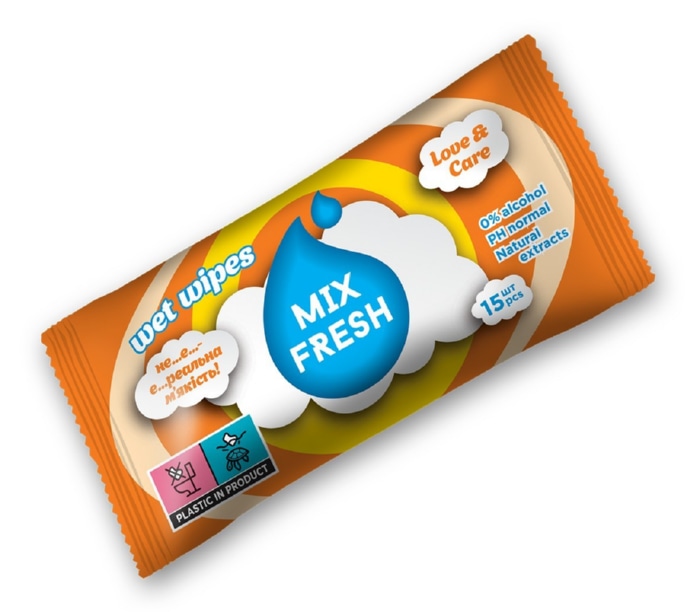 Love &
Care
0% alcohol
PH normal
Natural
extracts
15 шт
pcs
wet wipes
MIX
FRESH
не...е...-
е...реальна
м'якість!
PLASTIC IN PRODUCT